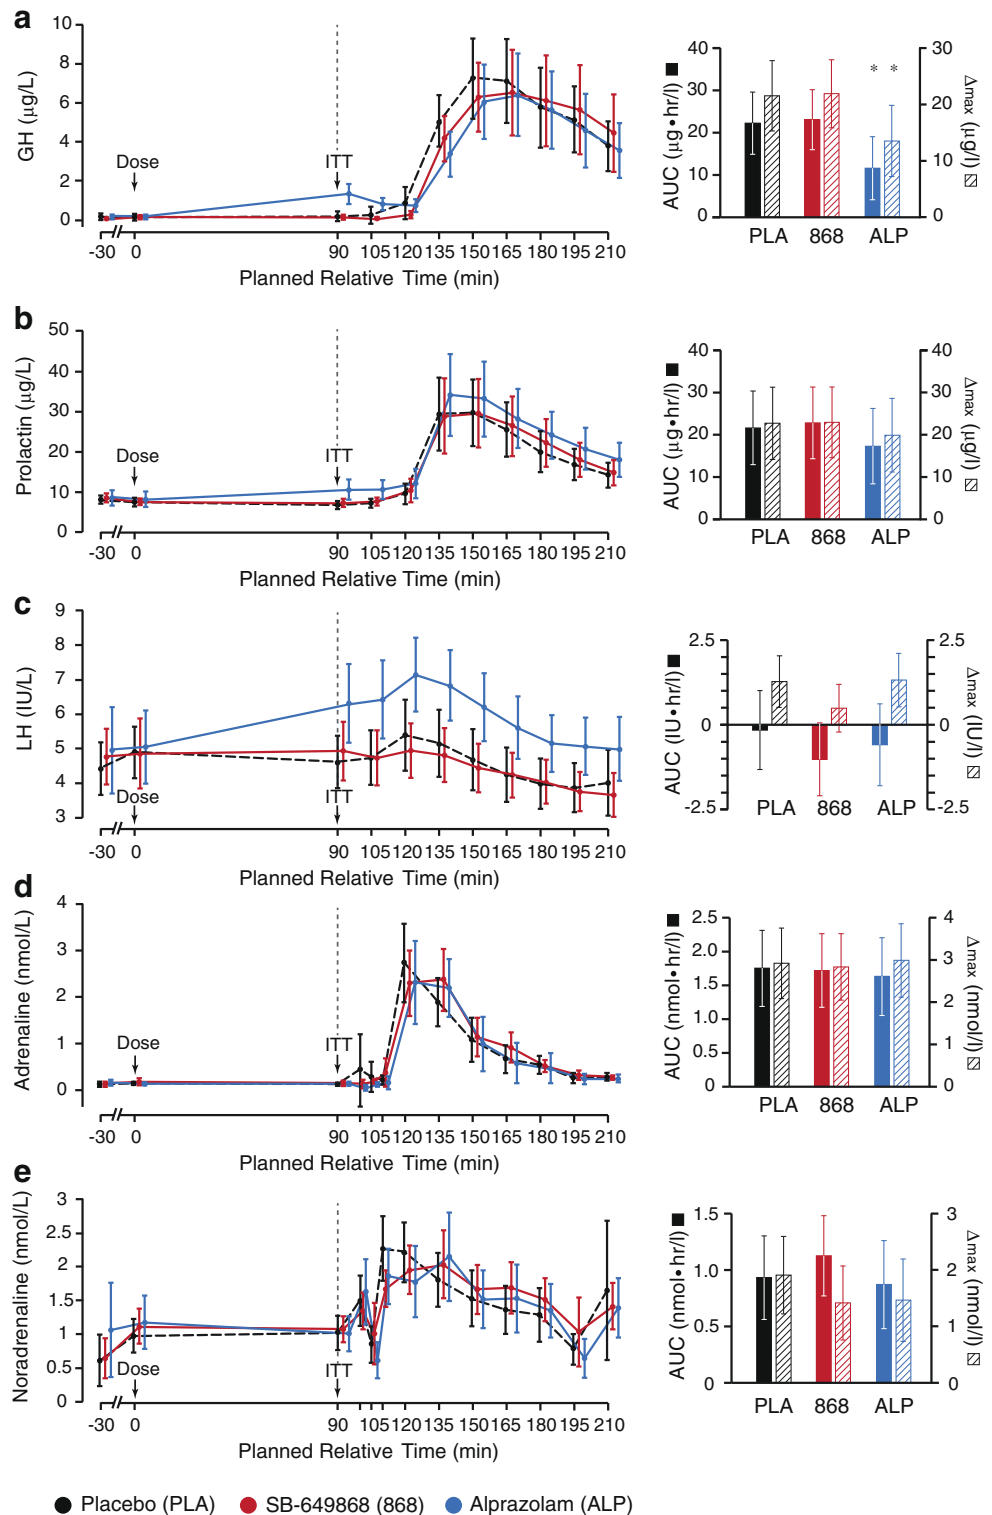 a
GH (μg/L)
10
8
6
4
2
0
Dose
ITT
-30 0 90 105 120 135 150 165 180 195 210
Planned Relative Time (min)
AUC (μg•hr/l)
40
30
20
10
0
* *
30
20
10
0
Δmax (μg/l)
PLA 868 ALP
b
Prolactin (μg/L)
50
40
30
20
10
0
Dose
ITT
-30 0 90 105 120 135 150 165 180 195 210
Planned Relative Time (min)
AUC (μg•hr/l)
40
30
20
10
0
40
30
20
10
0
Δmax (μg/l)
PLA 868 ALP
c
LH (IU/L)
9
8
7
6
5
4
3
Dose
ITT
-30 0 90 105 120 135 150 165 180 195 210
Planned Relative Time (min)
AUC (IU•hr/l)
2.5
0
-2.5
2.5
0
-2.5
Δmax (IU/l)
PLA 868 ALP
d
Adrenaline (nmol/L)
4
3
2
1
0
Dose
ITT
-30 0 90 105 120 135 150 165 180 195 210
Planned Relative Time (min)
AUC (nmol•hr/l)
2.5
2.0
1.5
1.0
0.5
0
4
3
2
1
0
Δmax (nmol/l)
PLA 868 ALP
e
Noradrenaline (nmol/L)
3
2.5
2
1.5
1
0.5
0
Dose
ITT
-30 0 90 105 120 135 150 165 180 195 210
Planned Relative Time (min)
AUC (nmol•hr/l)
1.5
1.0
0.5
0
3
2
1
0
Δmax (nmol/l)
PLA 868 ALP
Placebo (PLA) SB-649868 (868) Alprazolam (ALP)